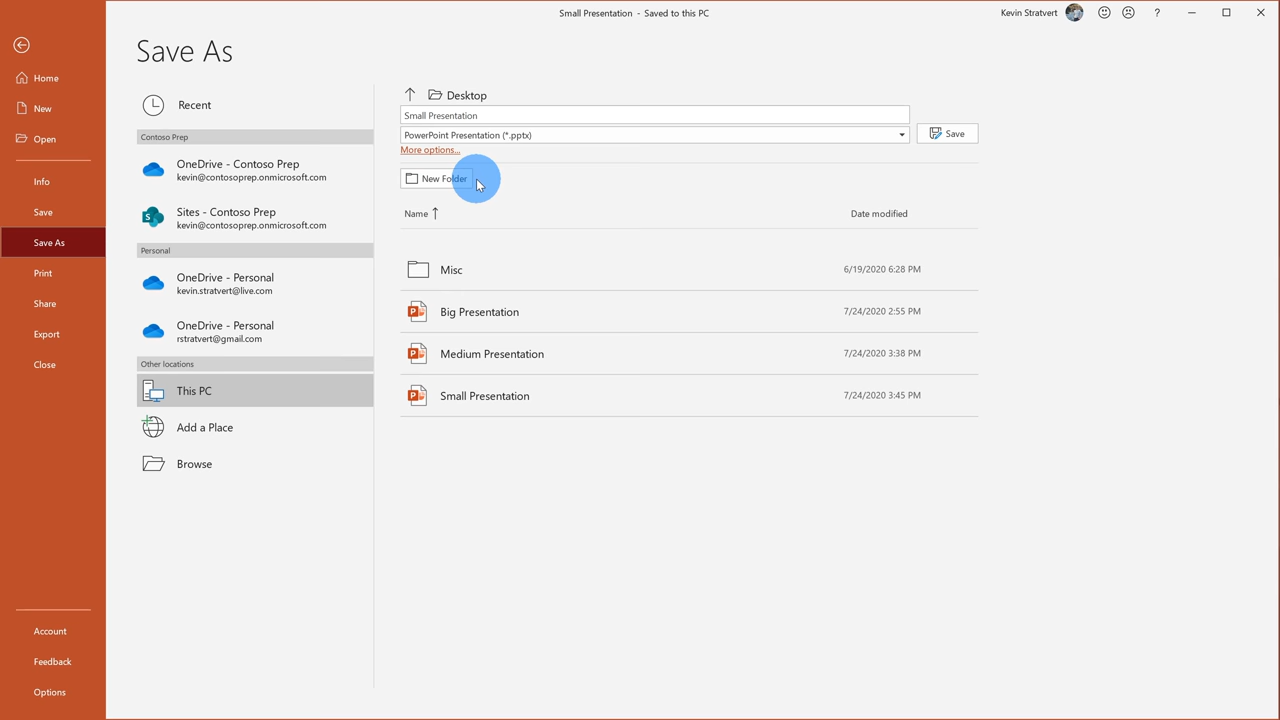 Small Presentation - Saved to this PC
Kevin Stratvert
?
Save As
Home
New
Open
Info
Save
Save As
Print
Share
Export
Close
Account
Feedback
Options
Recent
Contoso Prep
OneDrive - Contoso Prep
kevin@contosoprep.onmicrosoft.com
Sites - Contoso Prep
kevin@contosoprep.onmicrosoft.com
Personal
OneDrive - Personal
kevin.stratvert@live.com
OneDrive - Personal
rstratvert@gmail.com
Other locations
This PC
Add a Place
Browse
Desktop
Small Presentation
PowerPoint Presentation (*.pptx)
Save
More options...
New Folder
Name Date modified
Misc 6/19/2020 6:28 PM
Big Presentation 7/24/2020 2:55 PM
Medium Presentation 7/24/2020 3:38 PM
Small Presentation 7/24/2020 3:45 PM